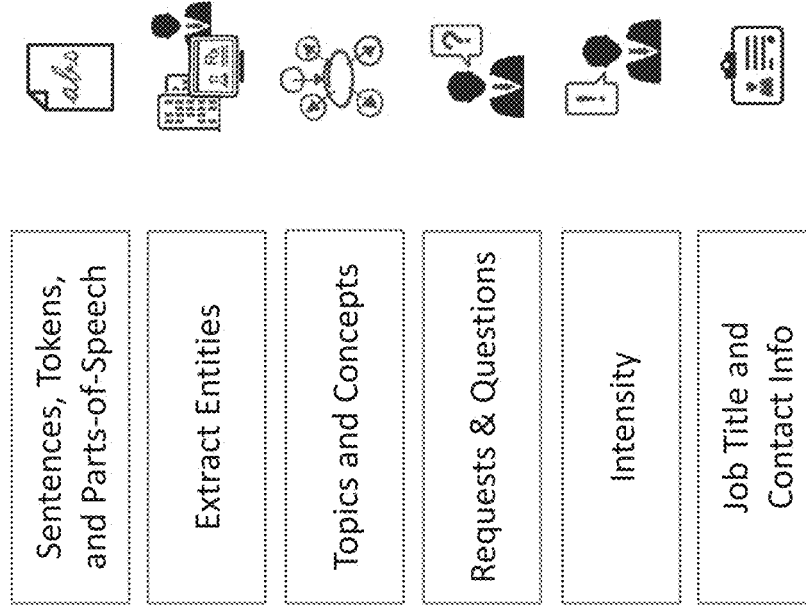 Sentences, Tokens,
and Parts-of-Speech
abc
Extract Entities
Topics and Concepts
Requests & Questions
?
Intensity
!
Job Title and
Contact Info